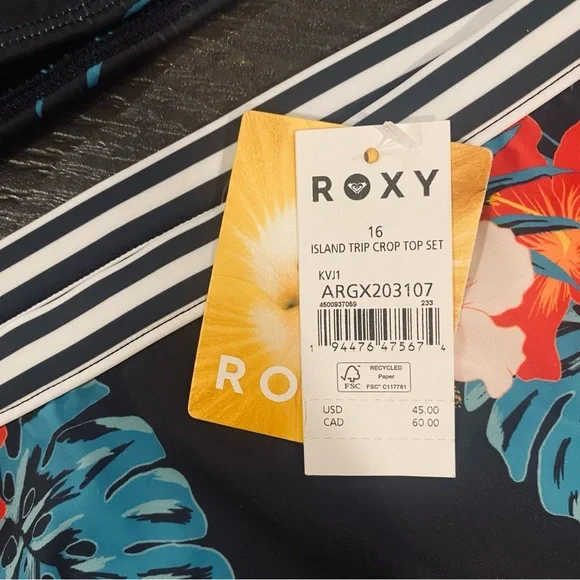 ROXY
16
ISLAND TRIP CROP TOP SET
KVJ1
ARGX203107
4500937059 233
1 94476 47567 4
FSC
RECYCLED
Paper
FSC® C117781
USD 45.00
CAD 60.00
RO